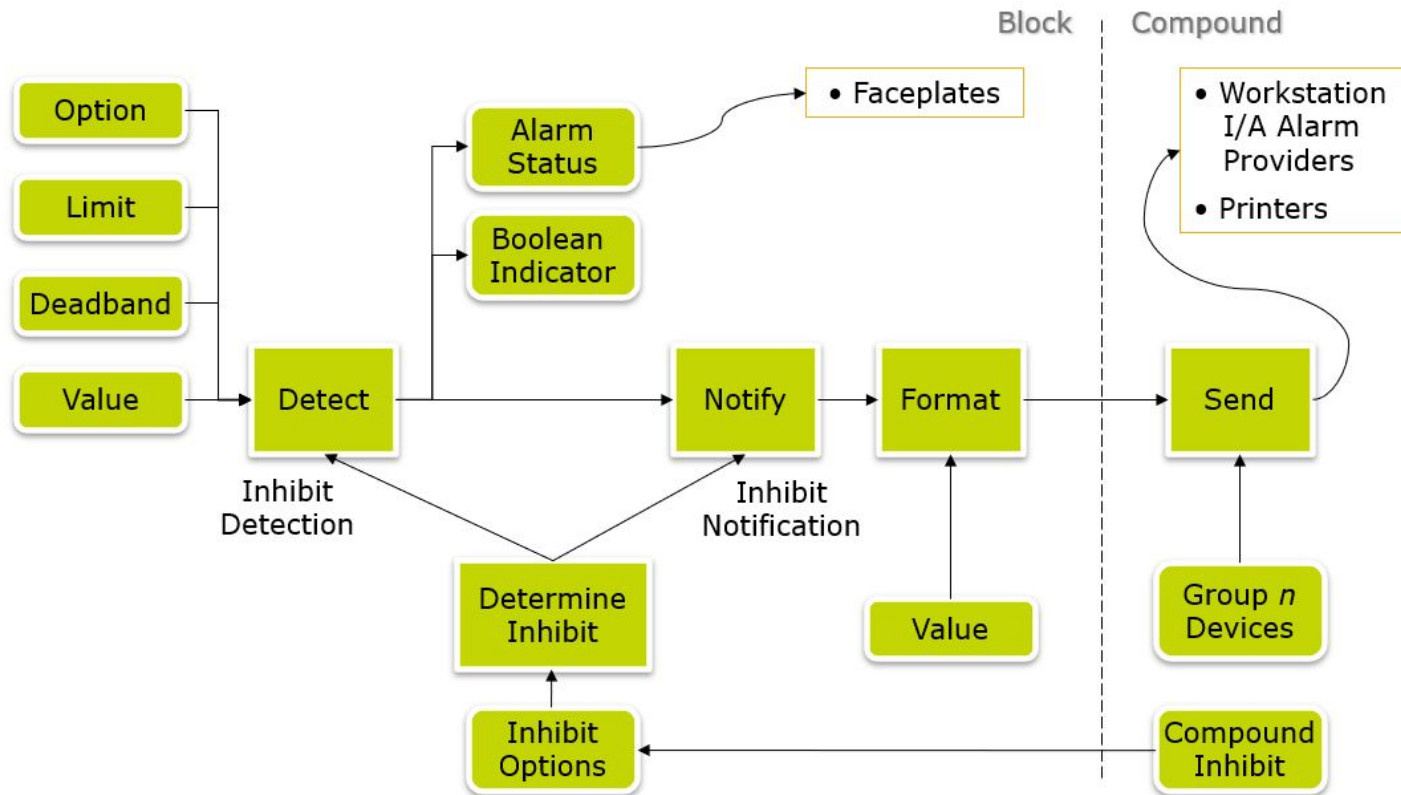 Block
Compound
Option
Limit
Deadband
Value
Alarm
Status
Boolean
Indicator
• Faceplates
• Workstation
I/A Alarm
Providers
• Printers
Detect
Notify
Format
Send
Inhibit
Detection
Inhibit
Notification
Determine
Inhibit
Value
Group n
Devices
Inhibit
Options
Compound
Inhibit